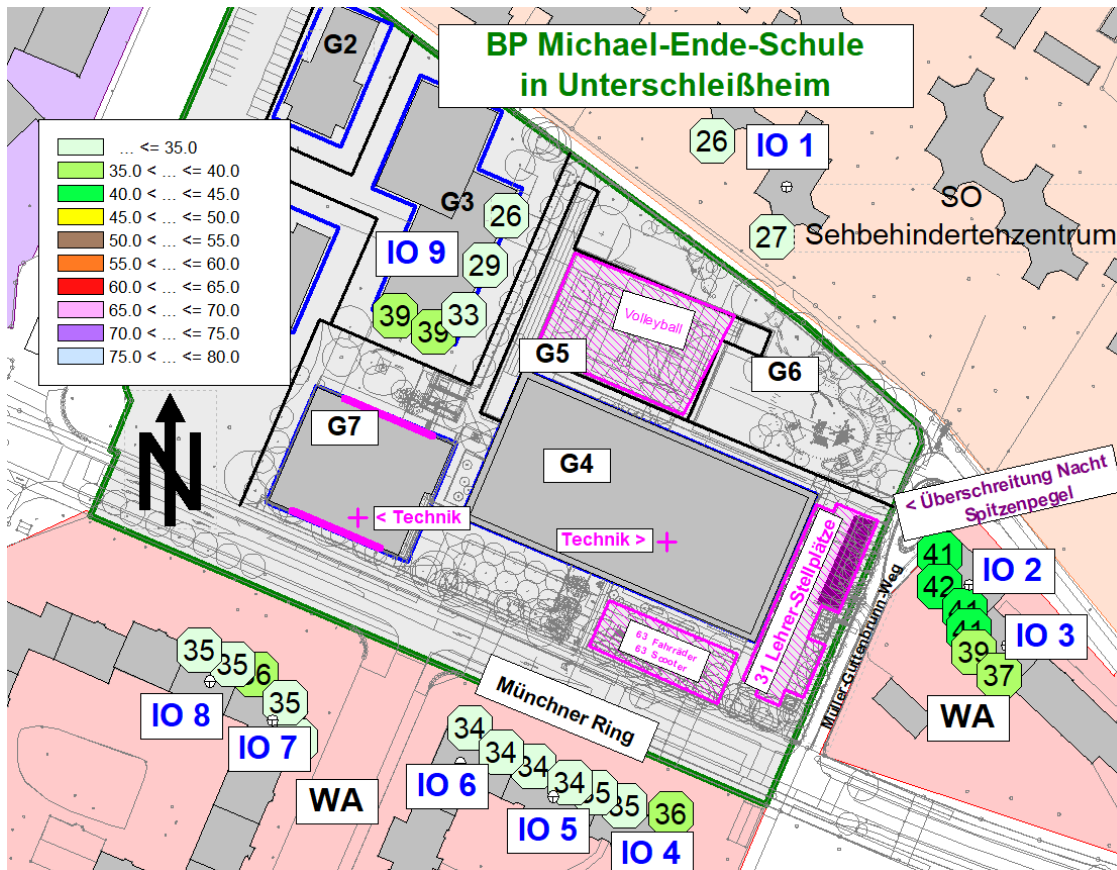 BP Michael-Ende-Schule
in Unterschleißheim
G2
... <= 35.0
35.0 < ... <= 40.0
40.0 < ... <= 45.0
45.0 < ... <= 50.0
50.0 < ... <= 55.0
55.0 < ... <= 60.0
60.0 < ... <= 65.0
65.0 < ... <= 70.0
70.0 < ... <= 75.0
75.0 < ... <= 80.0
26
IO 1
SO
27
Sehbehindertenzentrum
G3
26
IO 9
29
39
39
33
Volleyball
G5
G6
G7
G4
N
< Technik
Technik >
< Überschreitung Nacht
Spitzenpegel
31 Lehrer-Stellplätze
63 Fahrräder
63 Scooter
Müller-Guttenbrunn-Weg
41
42
IO 2
41
41
IO 3
39
37
WA
Münchner Ring
35
35
36
35
IO 8
IO 7
WA
34
34
34
34
35
35
36
IO 6
IO 5
IO 4